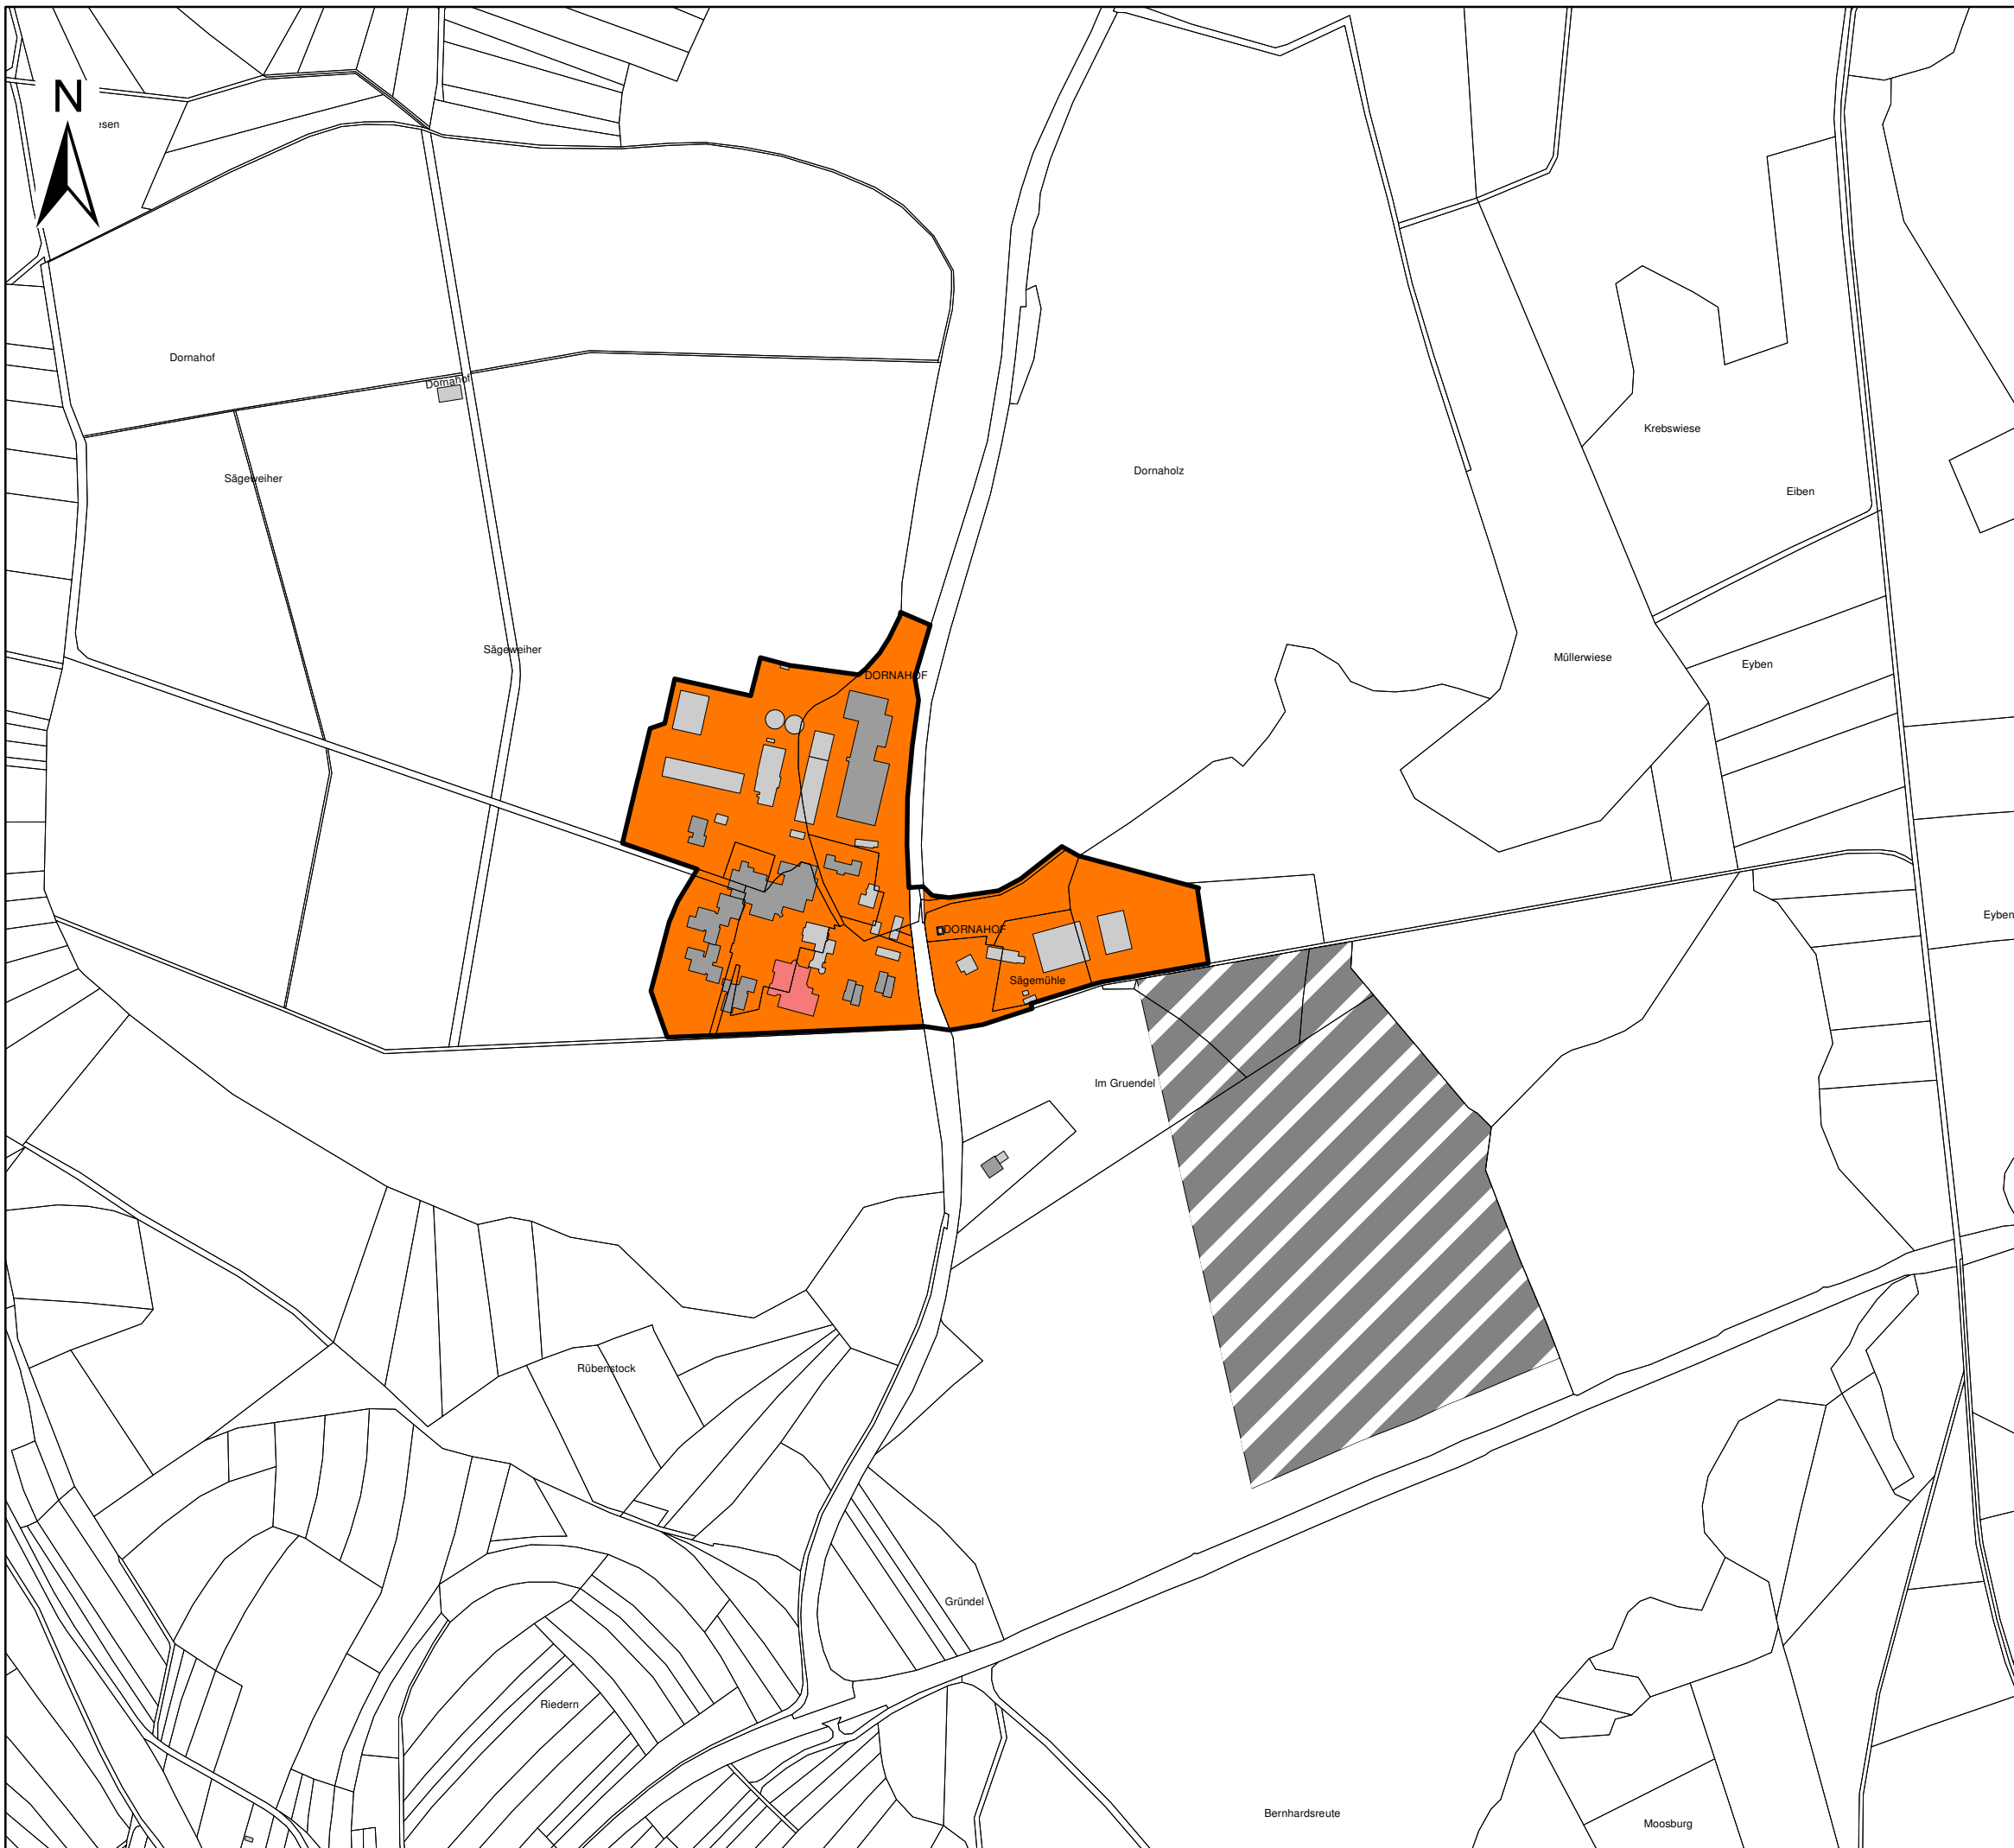 N
esen
Dornahof
Dornahof
Krebswiese
Dornaholz
Sägeweiher
Eiben
Sägeweiher
Müllerwiese
Eyben
DORNAHOF
Eyben
DORNAHOF
Sägemühle
Im Gruendel
Rübenstock
Gründel
Riedern
Bernhardsreute
Moosburg